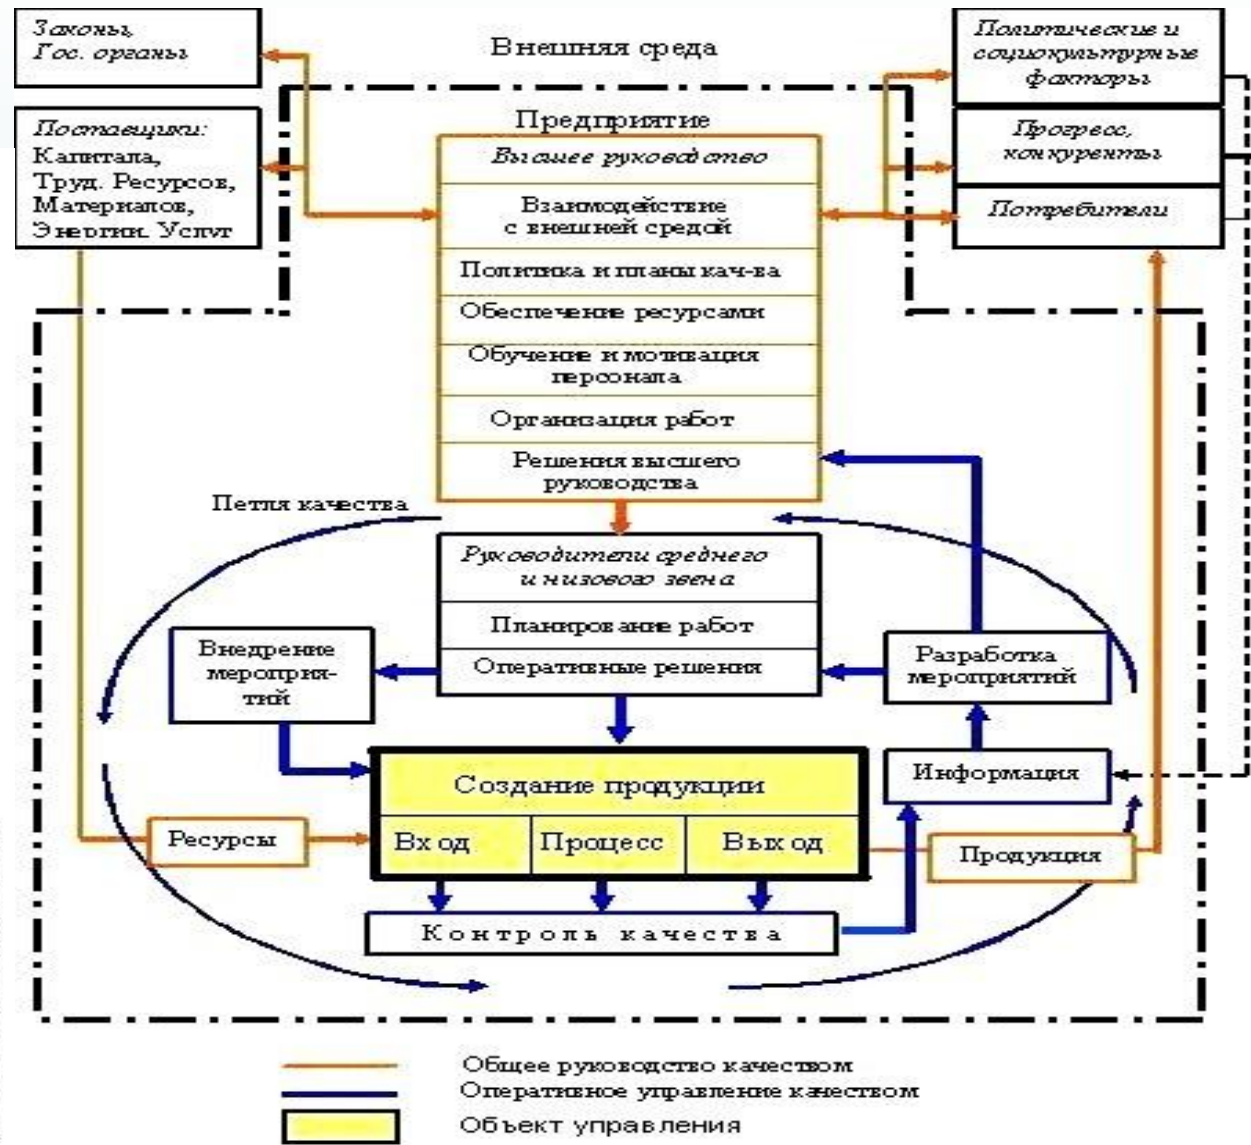 Законы,
Гос. органы
Внешняя среда
Политические и
социокультурные
факторы
Поставщики:
Капитала,
Труд. Ресурсов,
Материалов,
Энергии. Услуг
Предприятие
Высшее руководство
Прогресс,
конкуренты
Взаимодействие
с внешней средой
Потребители
Политика и планы кач-ва
Обеспечение ресурсами
Обучение и мотивация
персонала
Организация работ
Решения высшего
руководства
Петля качества
Руководители среднего
и низового звена
Планирование работ
Оперативные решения
Внедрение
мероприя-
тий
Разработка
мероприятий
Информация
Создание продукции
Ресурсы
Вход
Процесс
Выход
Продукция
Контроль качества
Общее руководство качеством
Оперативное управление качеством
Объект управления